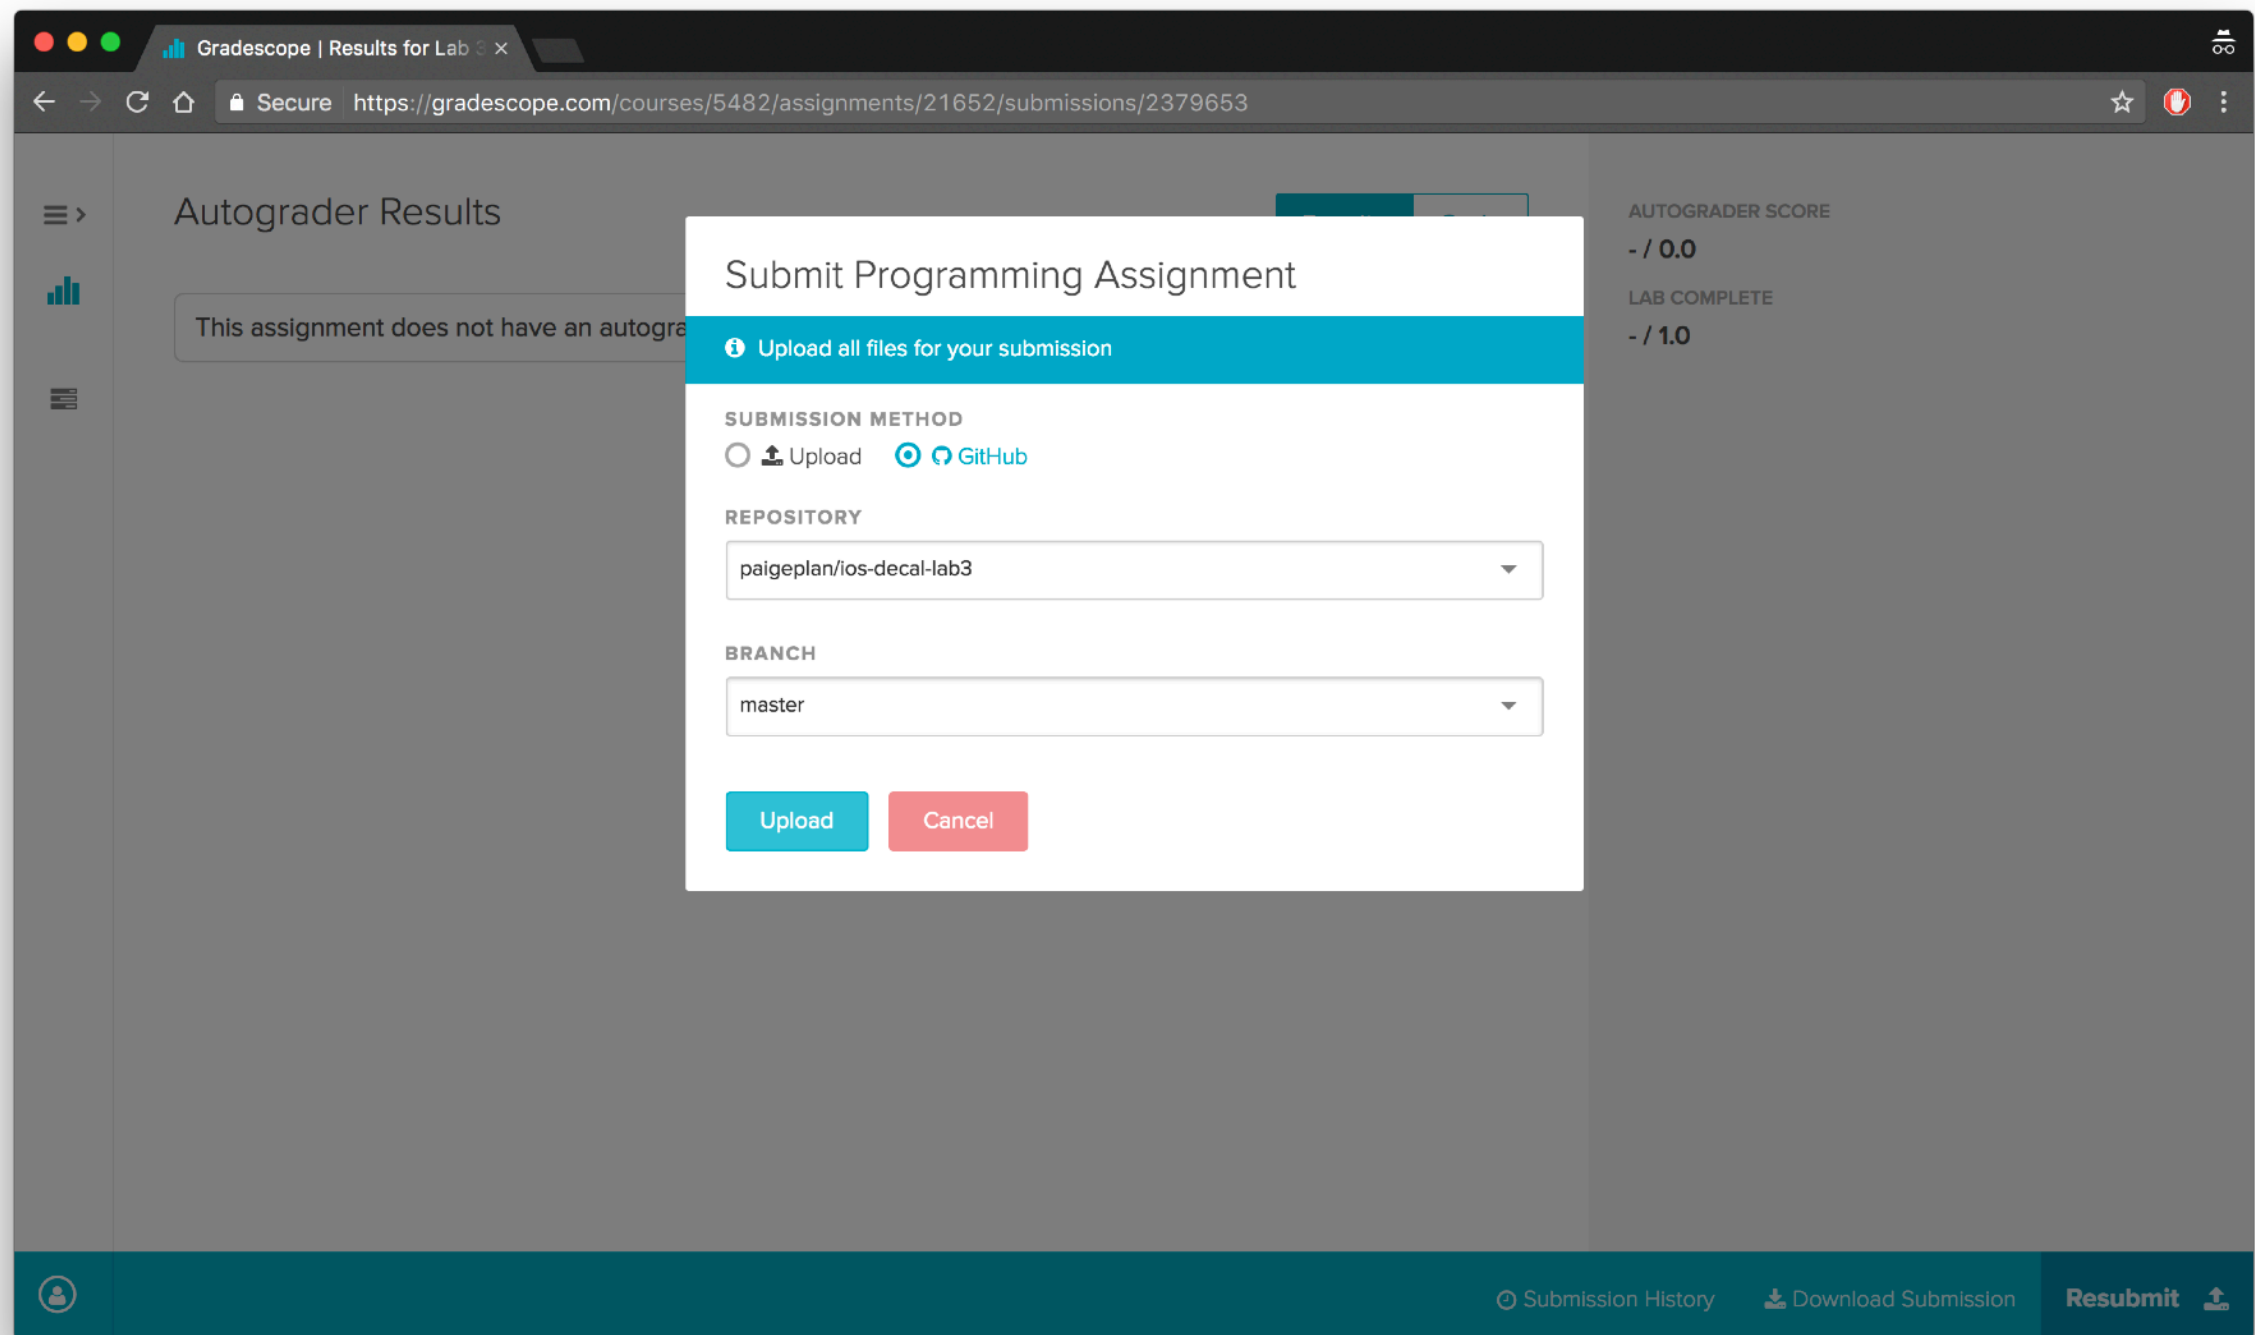 Gradescope | Results for Lab 3
Secure https://gradescope.com/courses/5482/assignments/21652/submissions/2379653
Autograder Results
This assignment does not have an autogra
Submit Programming Assignment
Upload all files for your submission
SUBMISSION METHOD
Upload GitHub
REPOSITORY
paigeplan/ios-decal-lab3
BRANCH
master
Upload Cancel
AUTOGRADER SCORE
- / 0.0
LAB COMPLETE
- / 1.0
Submission History Download Submission Resubmit